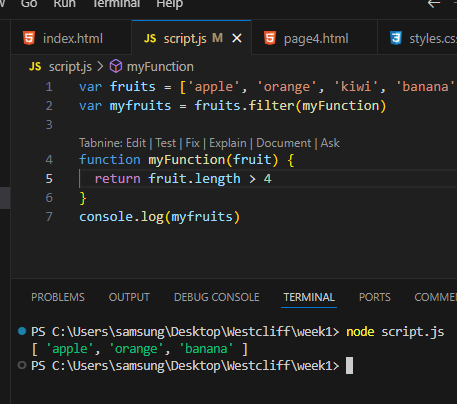 Go Run Terminal Help
index.html JS script.js M page4.html
JS script.js > myFunction
1 var fruits = ['apple', 'orange', 'kiwi', 'banana'
2 var myfruits = fruits.filter(myFunction)
3
Tabnine: Edit | Test | Fix | Explain | Document | Ask
4 function myFunction(fruit) {
5 return fruit.length > 4
6 }
7 console.log(myfruits)
PROBLEMS OUTPUT DEBUG CONSOLE TERMINAL PORTS
PS C:\Users\samsung\Desktop\Westcliff\week1> node script.js
[ 'apple', 'orange', 'banana' ]
PS C:\Users\samsung\Desktop\Westcliff\week1>